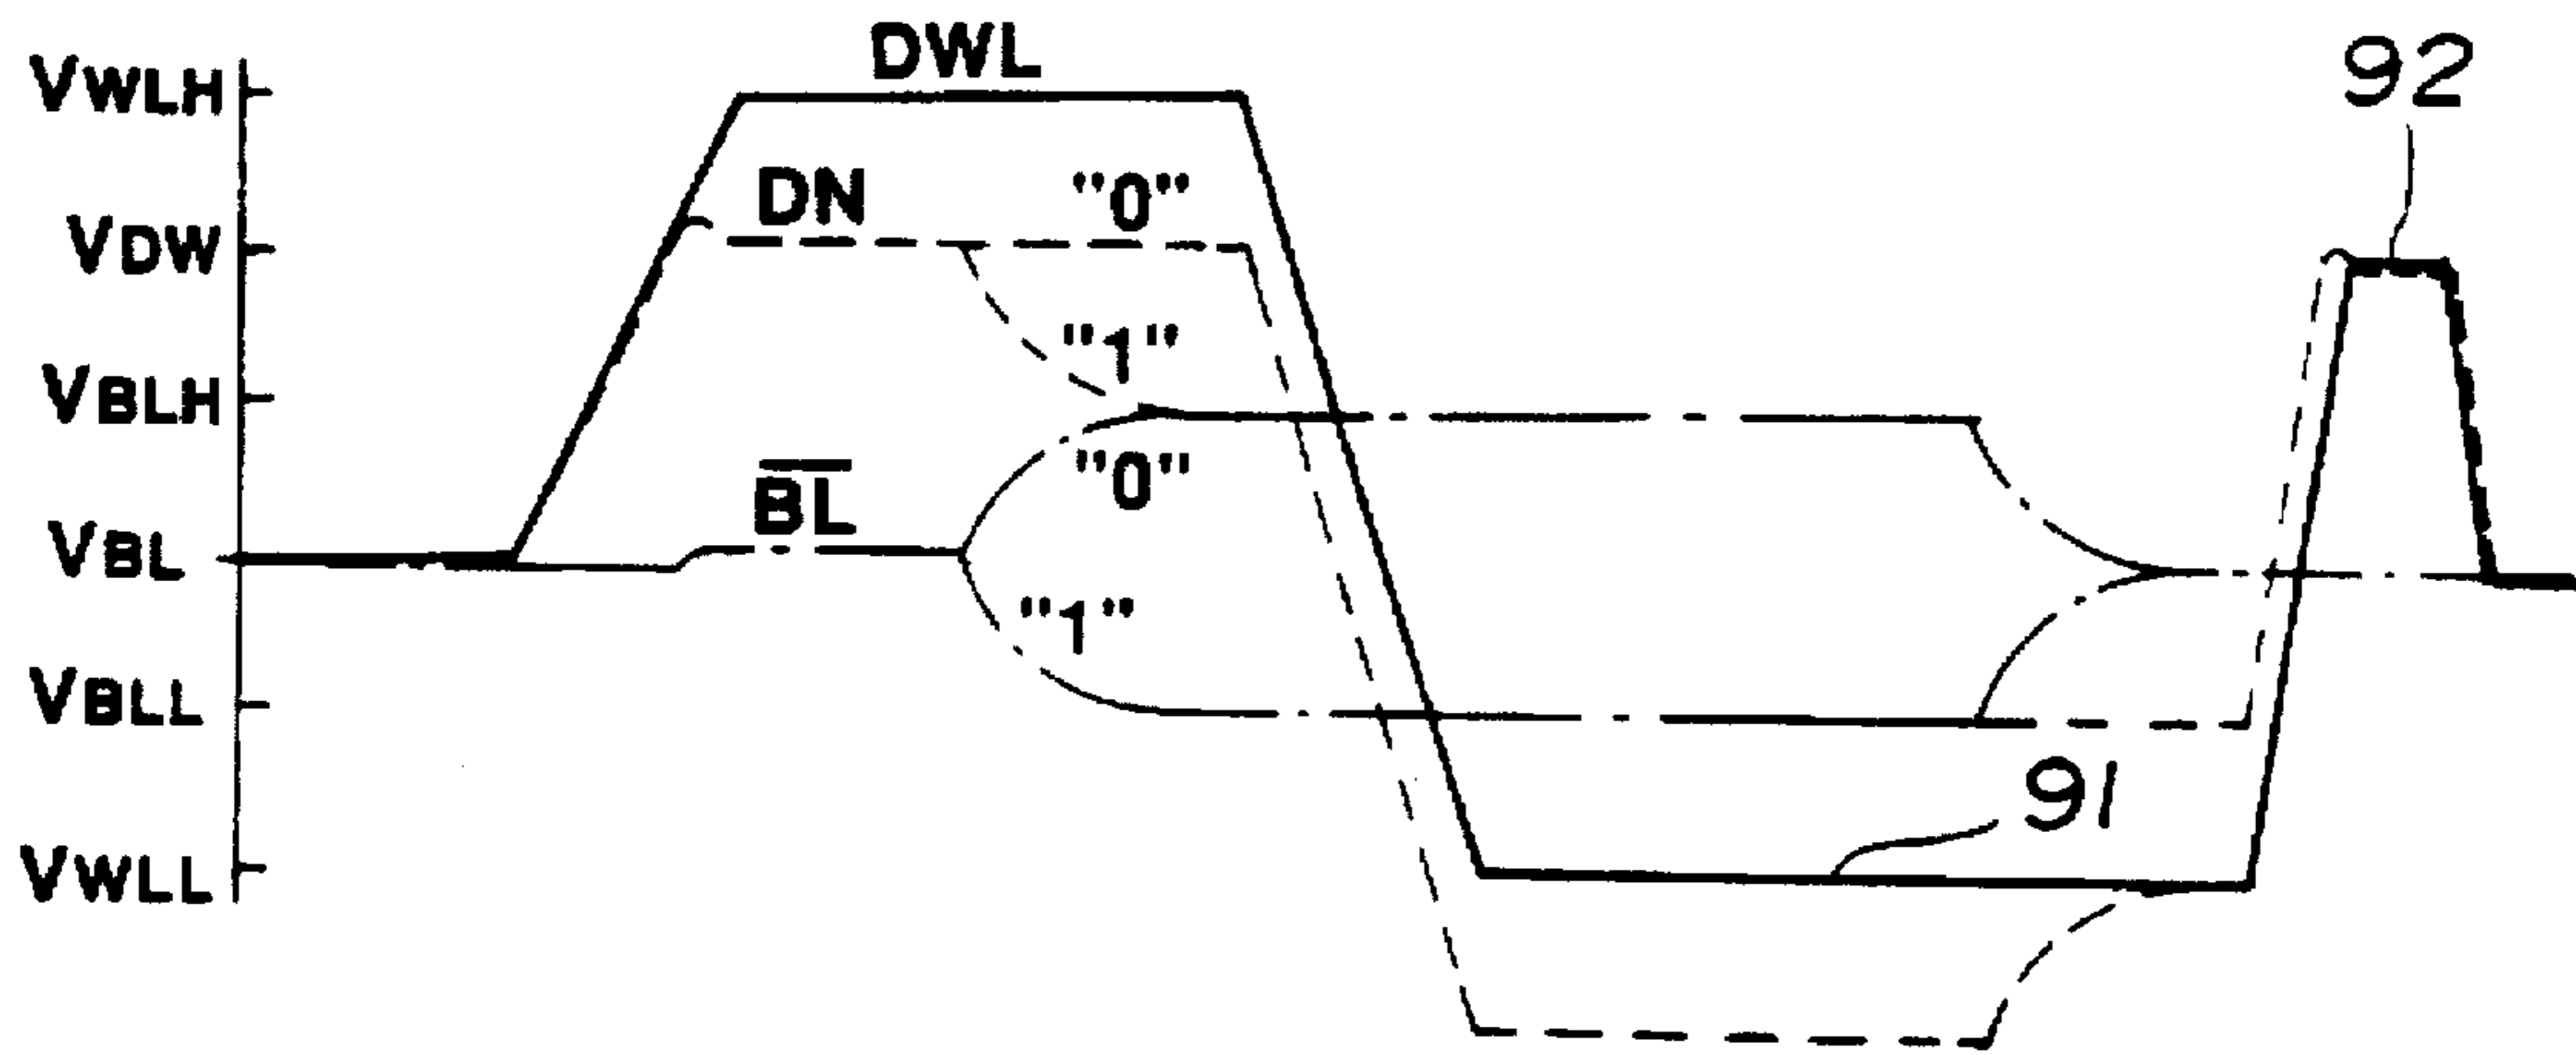 DWL
92
VWLH
DN "0"
VDW
"1"
VBLH
"0"
BL
VBL
"1"
VBLL
91
VWLL